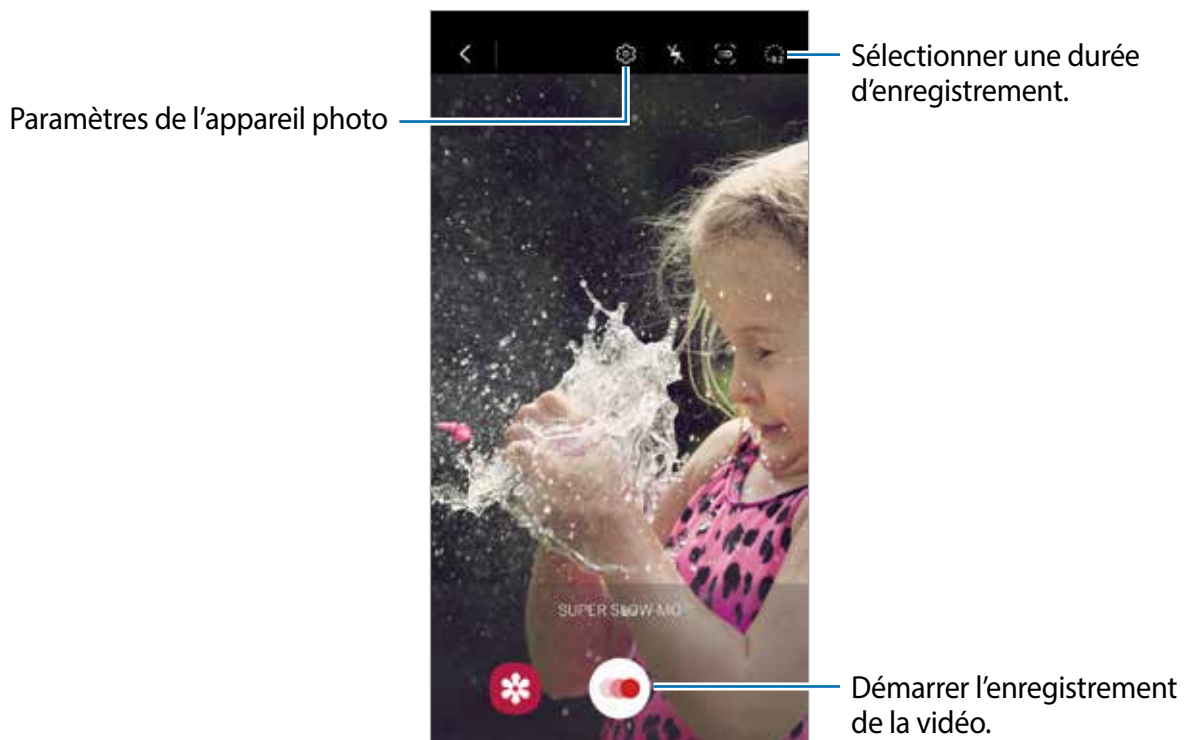 Sélectionner une durée
d’enregistrement.
Paramètres de l’appareil photo
SUPER SLOW-MO
Démarrer l’enregistrement
de la vidéo.